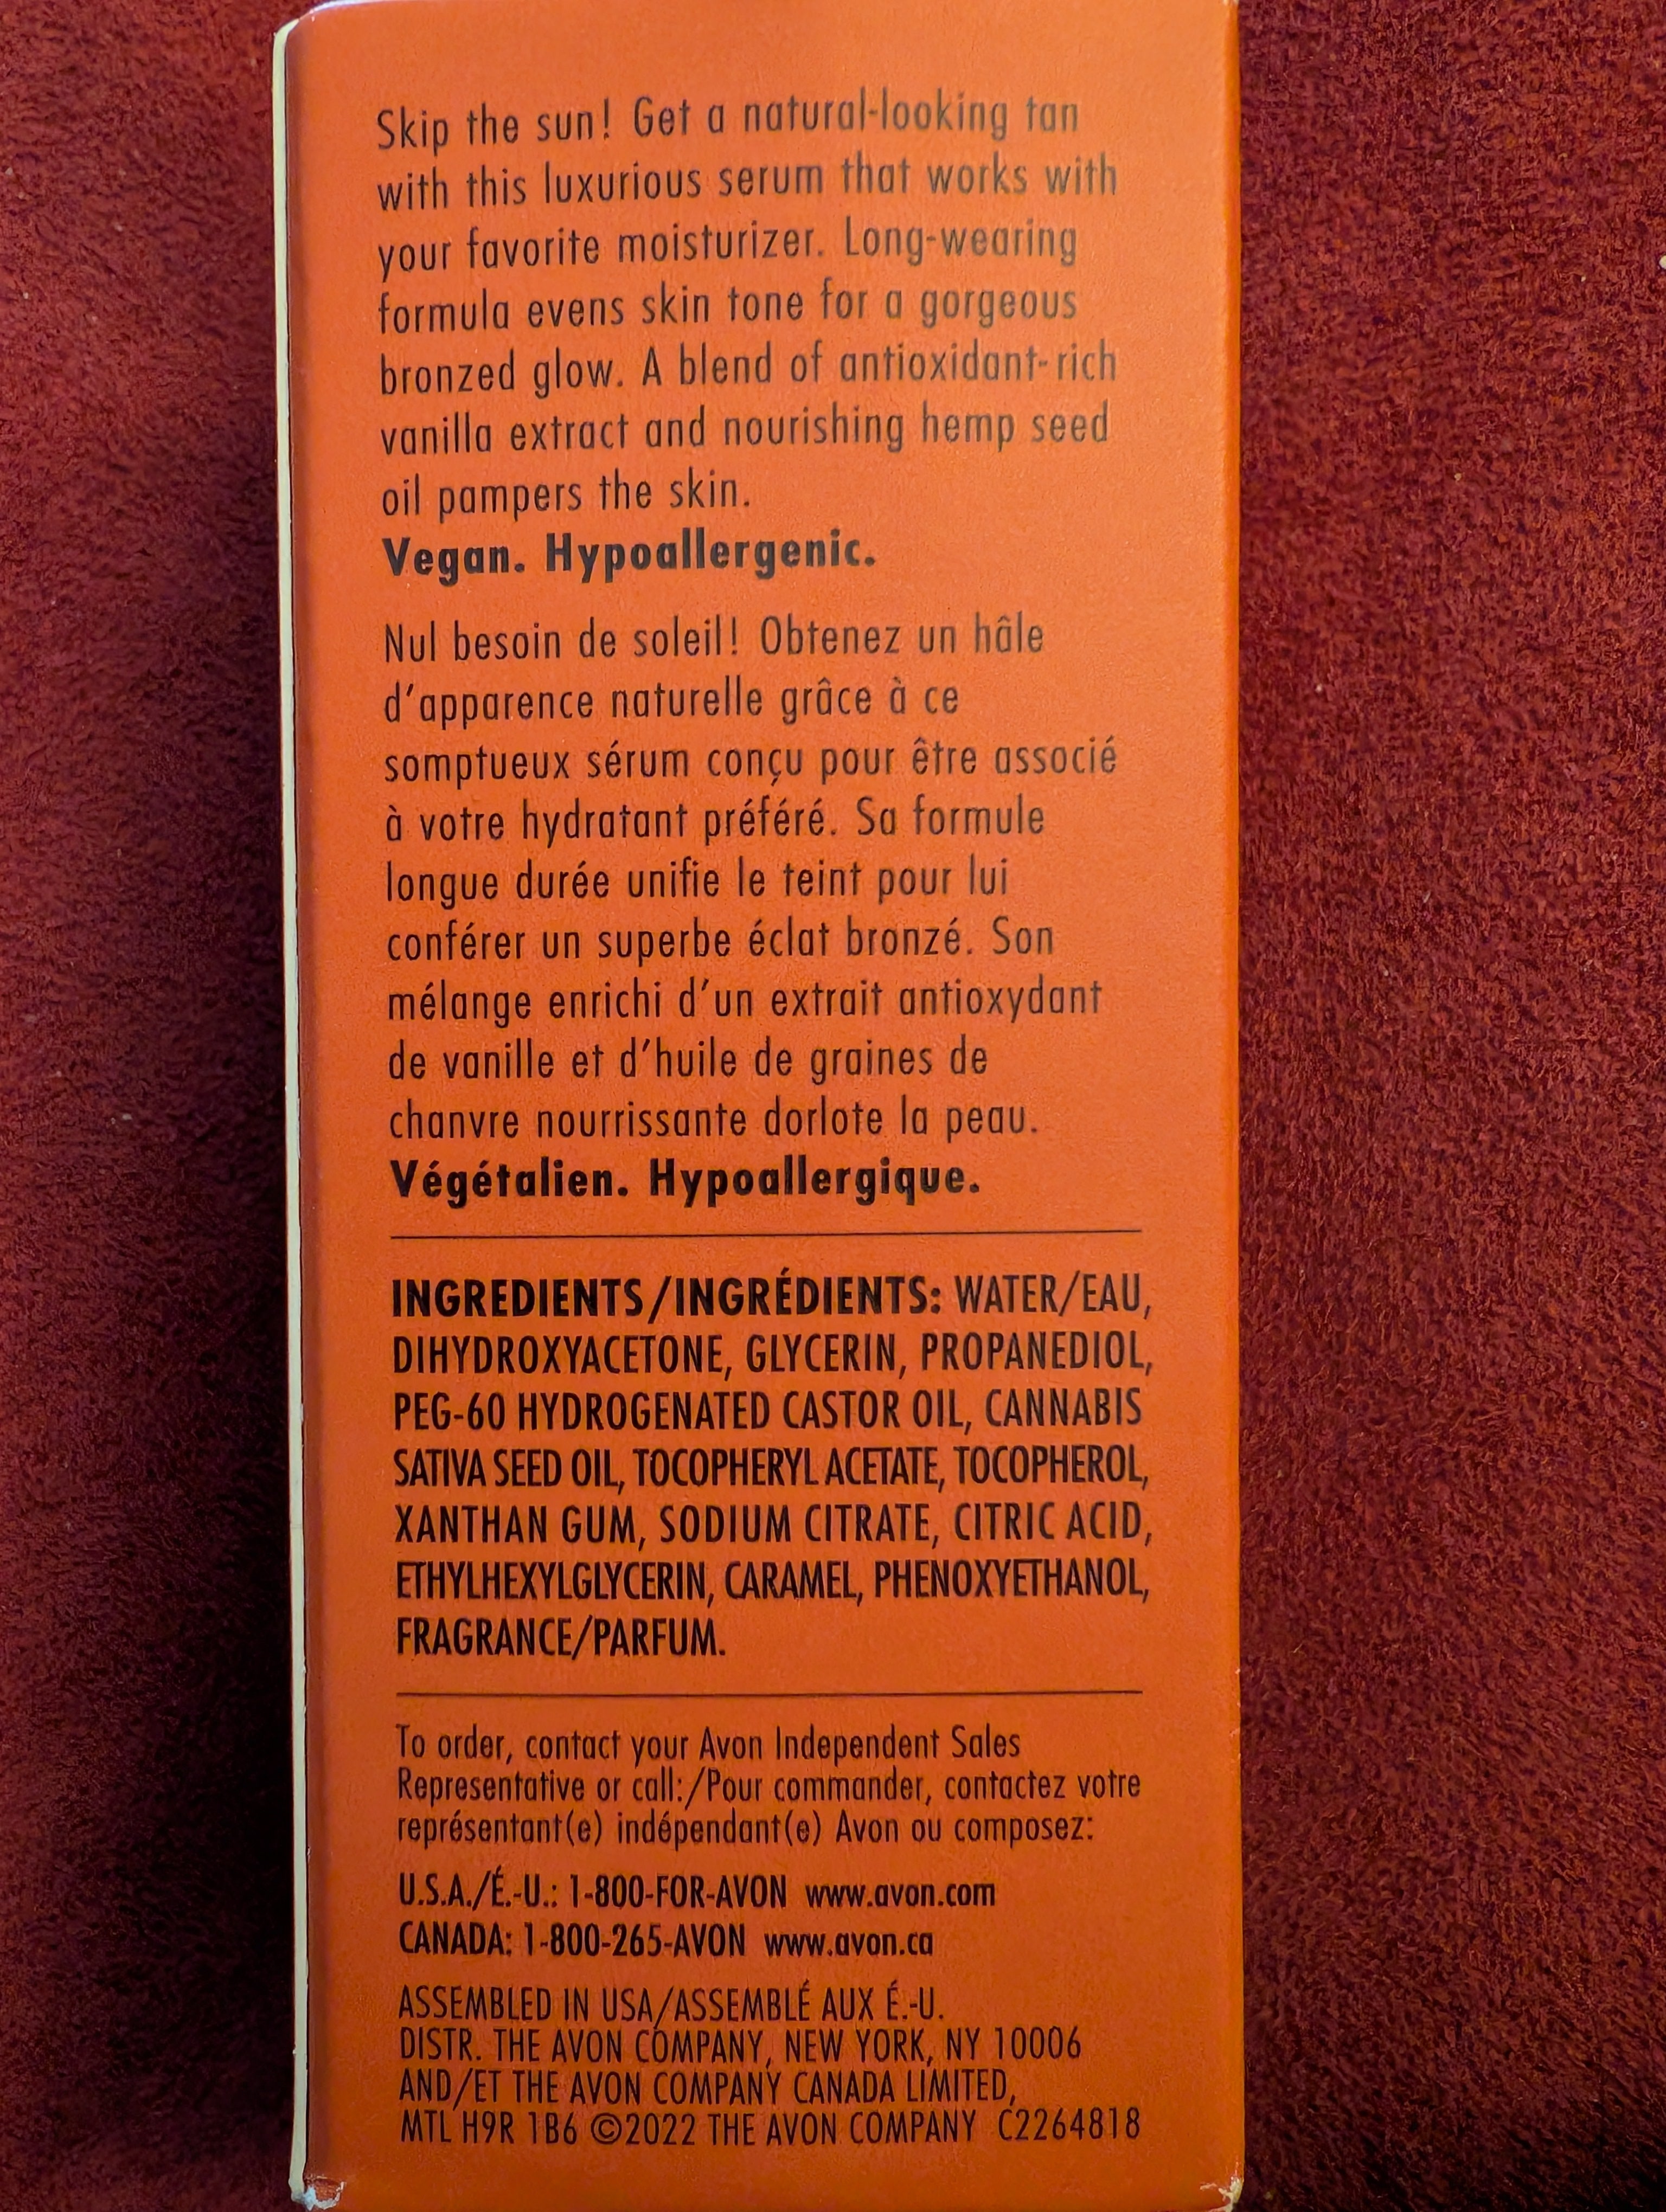 Skip the sun! Get a natural-looking tan
with this luxurious serum that works with
your favorite moisturizer. Long-wearing
formula evens skin tone for a gorgeous
bronzed glow. A blend of antioxidant-rich
vanilla extract and nourishing hemp seed
oil pampers the skin.
Vegan. Hypoallergenic.
Nul besoin de soleil! Obtenez un hâle
d'apparence naturelle grâce à ce
somptueux sérum conçu pour être associé
à votre hydratant préféré. Sa formule
longue durée unifie le teint pour lui
conférer un superbe éclat bronzé. Son
mélange enrichi d'un extrait antioxydant
de vanille et d'huile de graines de
chanvre nourrissante dorlote la peau.
Végétalien. Hypoallergique.
INGREDIENTS/INGRÉDIENTS: WATER/EAU,
DIHYDROXYACETONE, GLYCERIN, PROPANEDIOL,
PEG-60 HYDROGENATED CASTOR OIL, CANNABIS
SATIVA SEED OIL, TOCOPHERYL ACETATE, TOCOPHEROL,
XANTHAN GUM, SODIUM CITRATE, CITRIC ACID,
ETHYLHEXYLGLYCERIN, CARAMEL, PHENOXYETHANOL,
FRAGRANCE/PARFUM.
To order, contact your Avon Independent Sales
Representative or call:/Pour commander, contactez votre
représentant(e) indépendant(e) Avon ou composez:
U.S.A./É.-U.: 1-800-FOR-AVON www.avon.com
CANADA: 1-800-265-AVON www.avon.ca
ASSEMBLED IN USA/ASSEMBLÉ AUX É.-U.
DISTR. THE AVON COMPANY, NEW YORK, NY 10006
AND/ET THE AVON COMPANY CANADA LIMITED,
MTL H9R 1B6 ©2022 THE AVON COMPANY C2264818